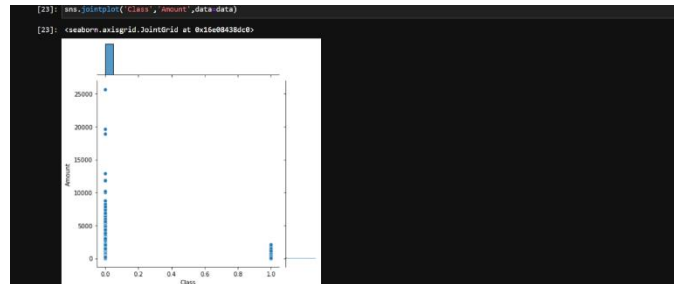 [23]: sns.jointplot('Class','Amount',data=data)
[23]: <seaborn.axisgrid.JointGrid at 0x16e08438dc0>
25000
20000
15000
10000
5000
0
Amount
0.0 0.2 0.4 0.6 0.8 1.0
Class